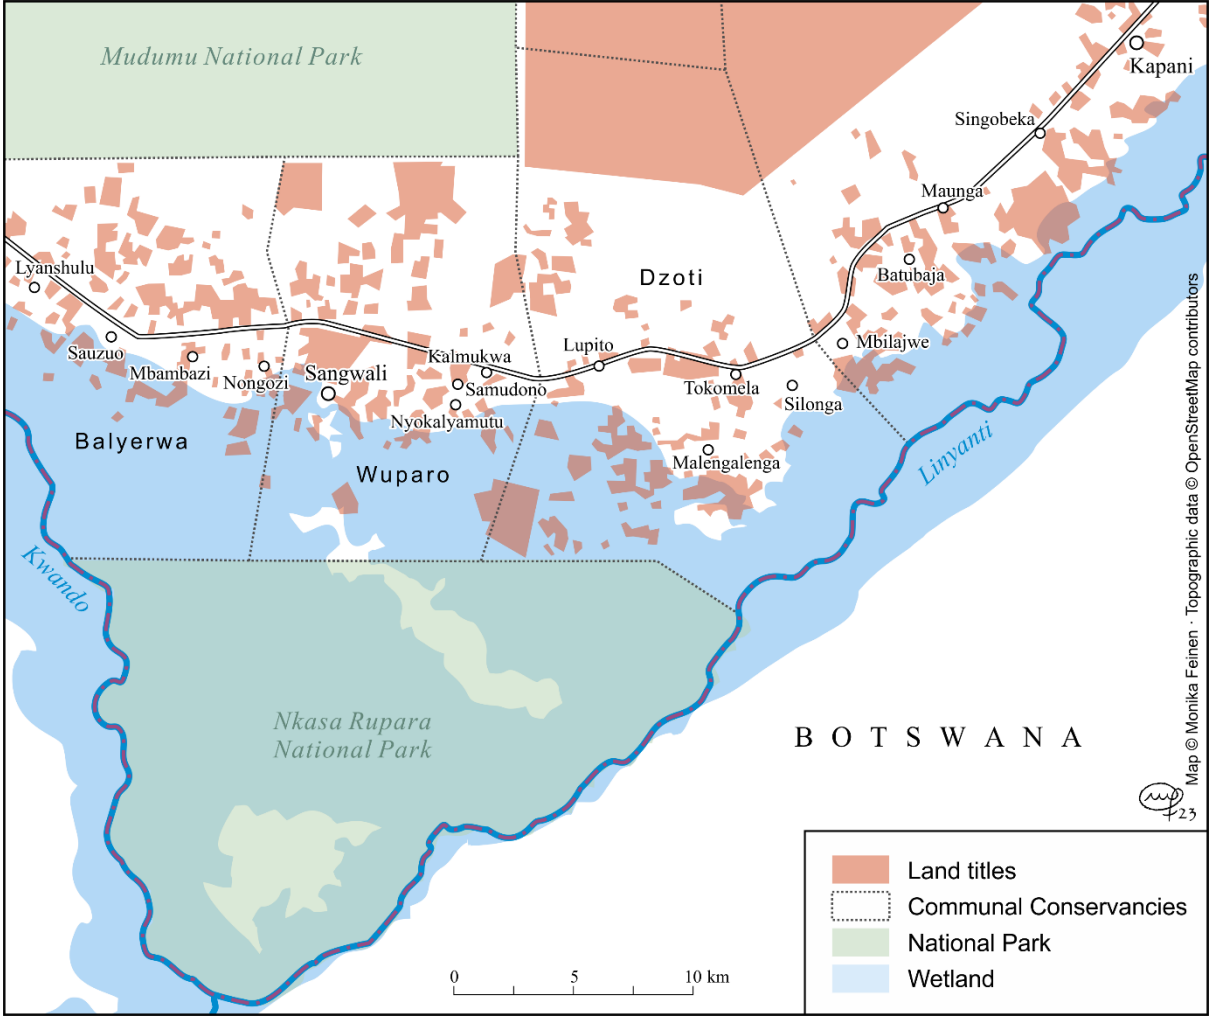 Mudumu National Park
Kapani
Singobeka
Maunga
Lyanshulu
Dzoti
Batubaja
Sauzuo
Mbambazi
Nongozi
Sangwali
Kalmukwa
Samudono
Nyokalyamutu
Lupito
Tokomela
Mbilajwe
Silonga
Malengalenga
Balyerwa
Wuparo
Linyanti
Kwando
Nkasa Rupara
National Park
BOTSWANA
Map © Monika Feinen · Topographic data © OpenStreetMap contributors
23
Land titles
Communal Conservancies
National Park
Wetland
0 5 10 km